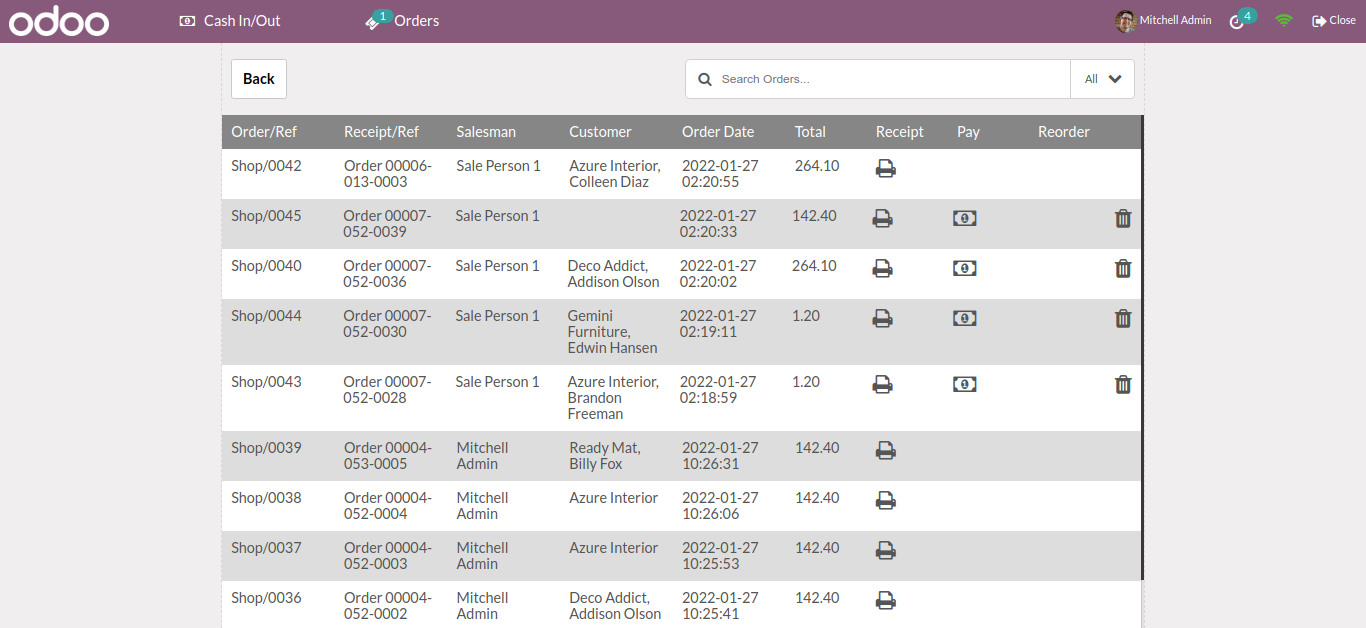 odoo Cash In/Out 1 Orders Mitchell Admin 4 Close
Back Search Orders... All
Order/Ref Receipt/Ref Salesman Customer Order Date Total Receipt Pay Reorder
Shop/0042 Order 00006- Sale Person 1 Azure Interior, 2022-01-27 264.10
013-0003 Colleen Diaz 02:20:55
Shop/0045 Order 00007- Sale Person 1 2022-01-27 142.40
052-0039 02:20:33
Shop/0040 Order 00007- Sale Person 1 Deco Addict, 2022-01-27 264.10
052-0036 Addison Olson 02:20:02
Shop/0044 Order 00007- Sale Person 1 Gemini 2022-01-27 1.20
052-0030 Furniture, 02:19:11
Edwin Hansen
Shop/0043 Order 00007- Sale Person 1 Azure Interior, 2022-01-27 1.20
052-0028 Brandon 02:18:59
Freeman
Shop/0039 Order 00004- Mitchell Ready Mat, 2022-01-27 142.40
053-0005 Admin Billy Fox 10:26:31
Shop/0038 Order 00004- Mitchell Azure Interior 2022-01-27 142.40
052-0004 Admin 10:26:06
Shop/0037 Order 00004- Mitchell Azure Interior 2022-01-27 142.40
052-0003 Admin 10:25:53
Shop/0036 Order 00004- Mitchell Deco Addict, 2022-01-27 142.40
052-0002 Admin Addison Olson 10:25:41